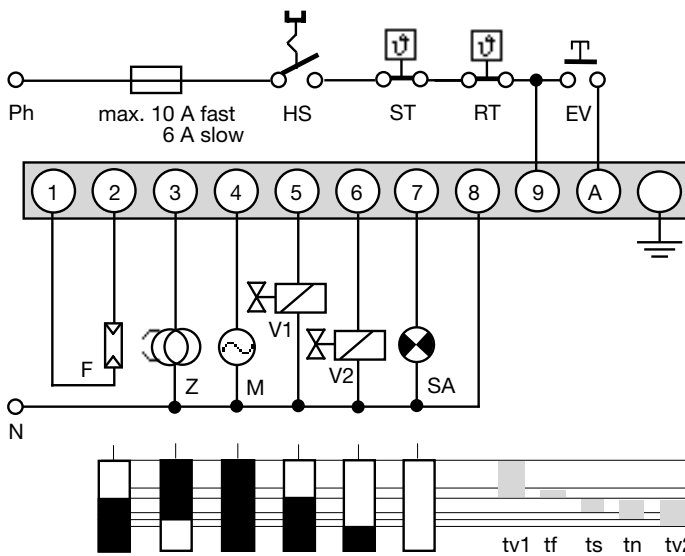 ϑ ϑ
Ph max. 10 A fast HS ST RT EV
6 A slow
1 2 3 4 5 6 7 8 9 A
F Z M V1 V2 SA
N
tv1 tf ts tn tv2